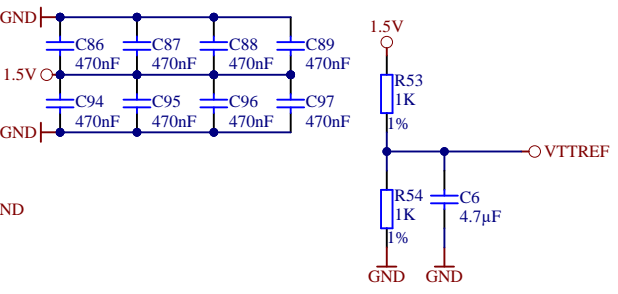 GND
C86 C87 C88 C89
470nF 470nF 470nF 470nF
1.5V
C94 C95 C96 C97
470nF 470nF 470nF 470nF
GND
ND
1.5V
R53
1K
1%
VTTREF
R54
1K
1%
C6
4.7µF
GND GND